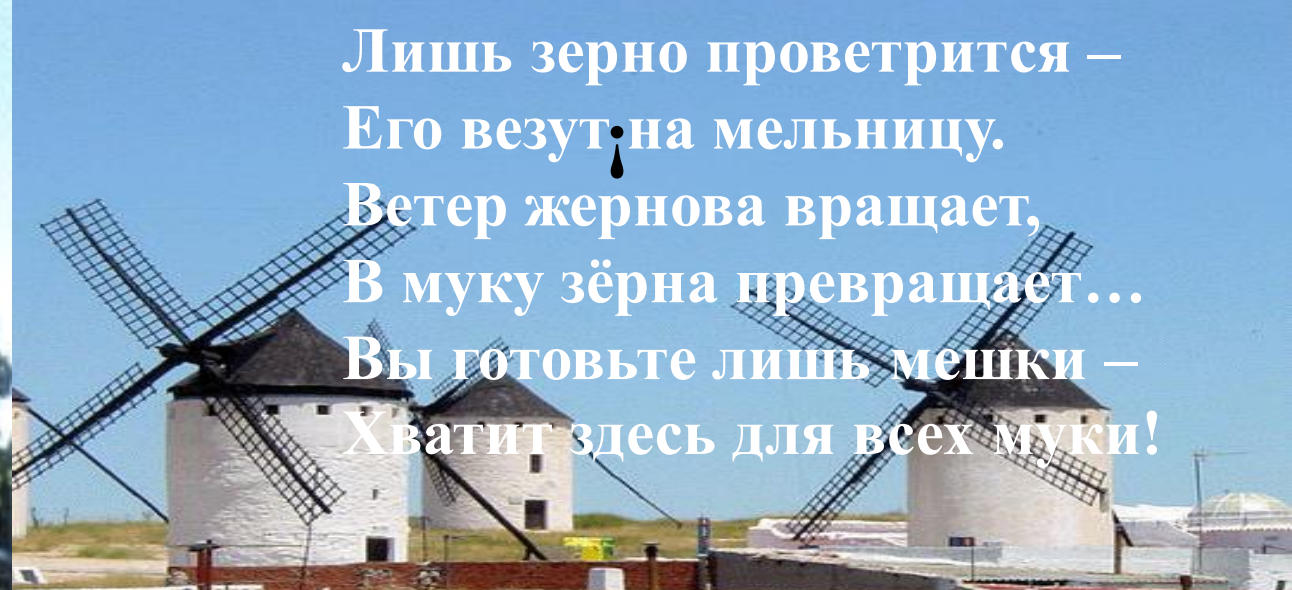 Лишь зерно проветрится –
Его везут на мельницу.
¡
Ветер жернова вращает,
В муку зёрна превращает…
Вы готовьте лишь мешки –
Хватит здесь для всех муки!